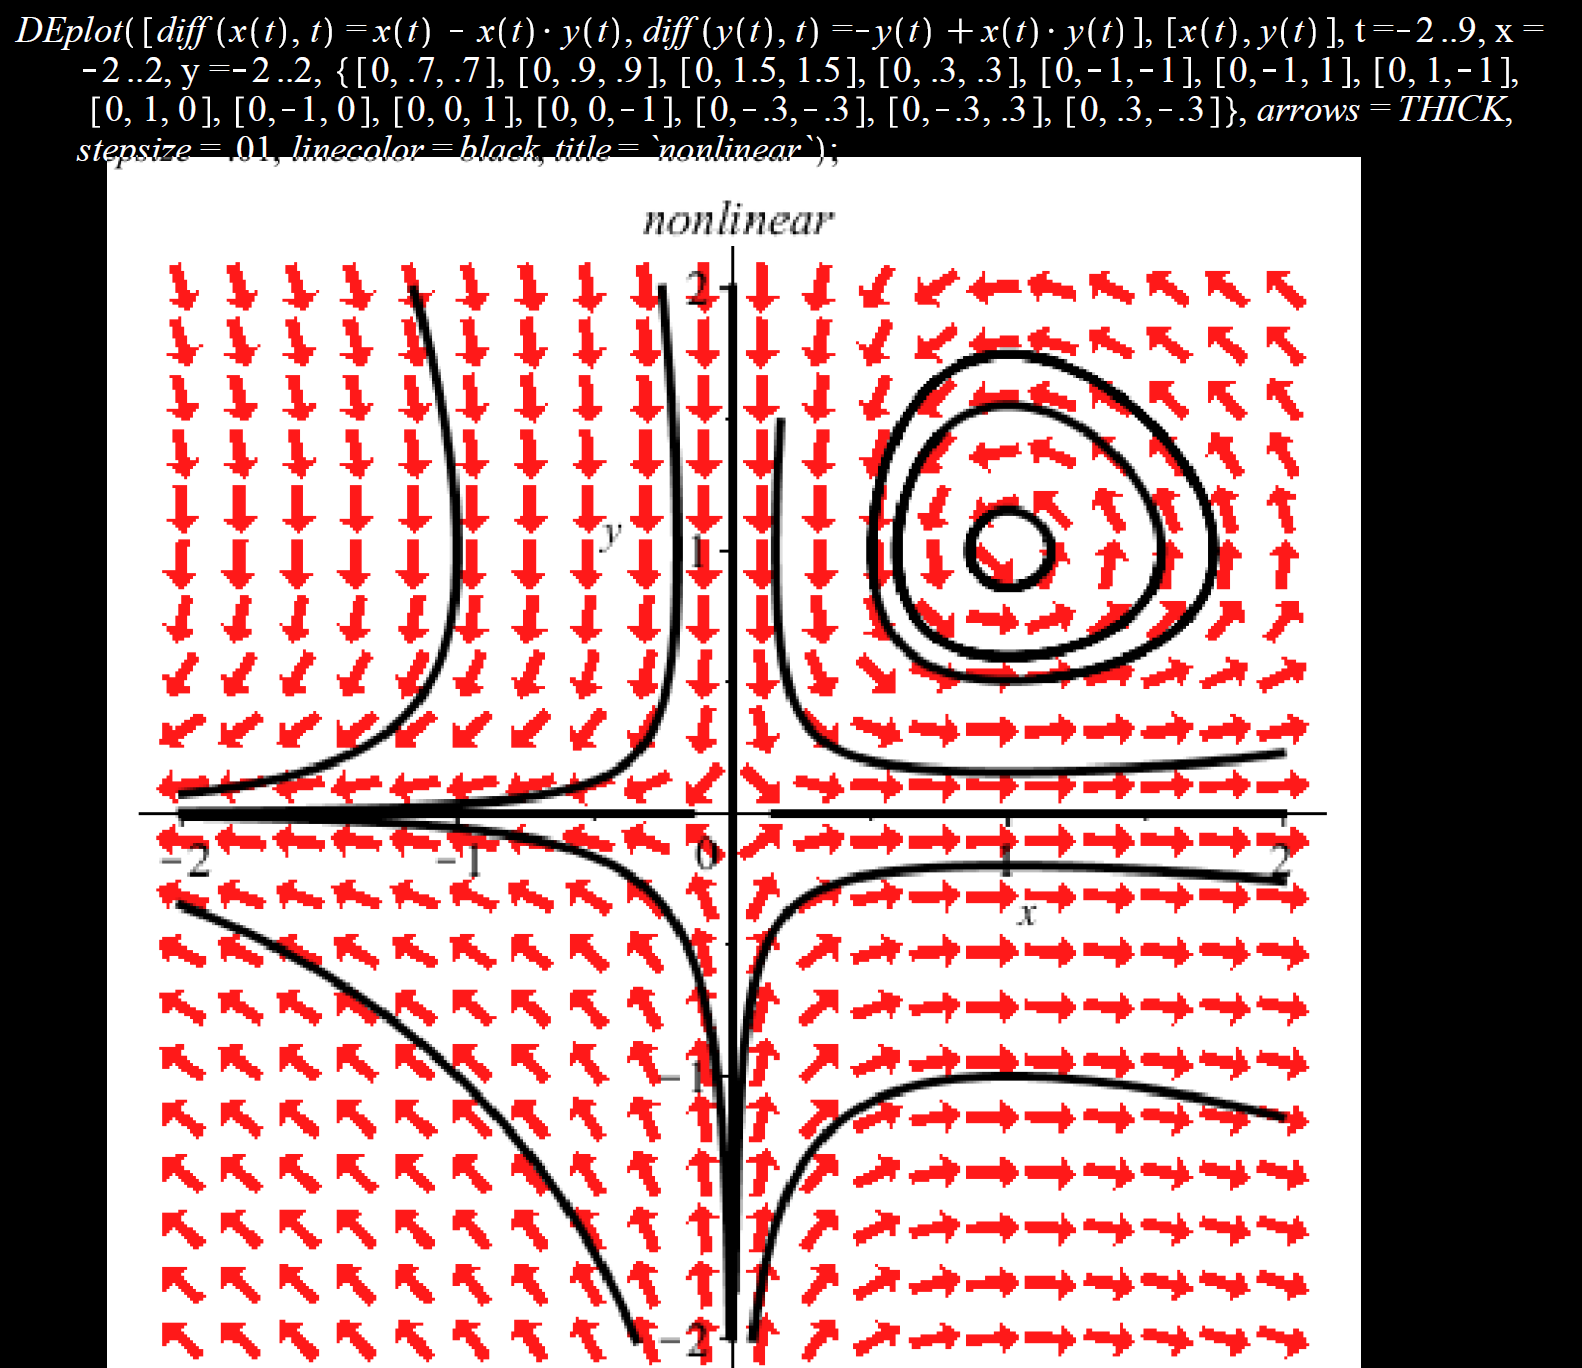 DEplot([diff (x(t), t) =x(t) - x(t)· y(t), diff (y(t), t) =-y(t) +x(t)· y(t)], [x(t), y(t)], t=-2..9, x =
-2..2, y =-2..2, {[0, .7, .7], [0, .9, .9], [0, 1.5, 1.5], [0, .3, .3], [0,-1,-1], [0,-1, 1], [0, 1,-1],
[0, 1, 0], [0,-1, 0], [0, 0, 1], [0, 0,-1], [0,-.3,-.3], [0,-.3, .3], [0, .3,-.3]}, arrows = THICK,
stepsize = .01, linecolor = black, title = `nonlinear`);
nonlinear
2
y
1
-2
-1
0
1
2
x
-1
-2